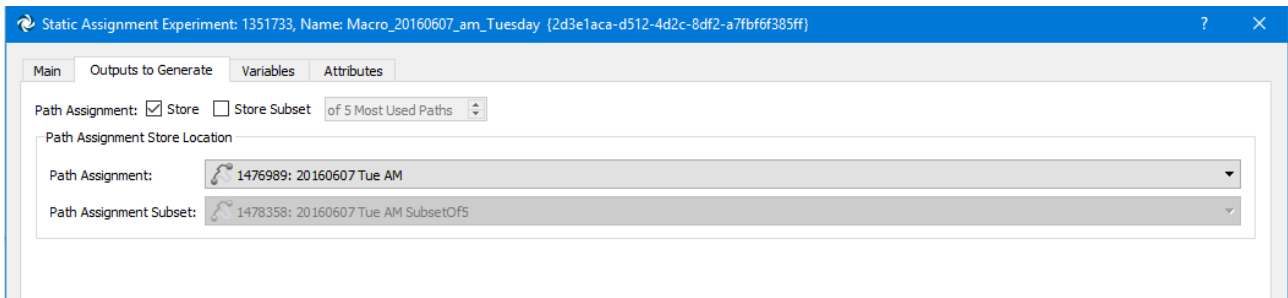 Static Assignment Experiment: 1351733, Name: Macro_20160607_am_Tuesday {2d3e1aca-d512-4d2c-8df2-a7fbf6f385ff}
Main Outputs to Generate Variables Attributes
Path Assignment: Store Store Subset of 5 Most Used Paths
Path Assignment Store Location
Path Assignment: 1476989: 20160607 Tue AM
Path Assignment Subset: 1478358: 20160607 Tue AM SubsetOf5